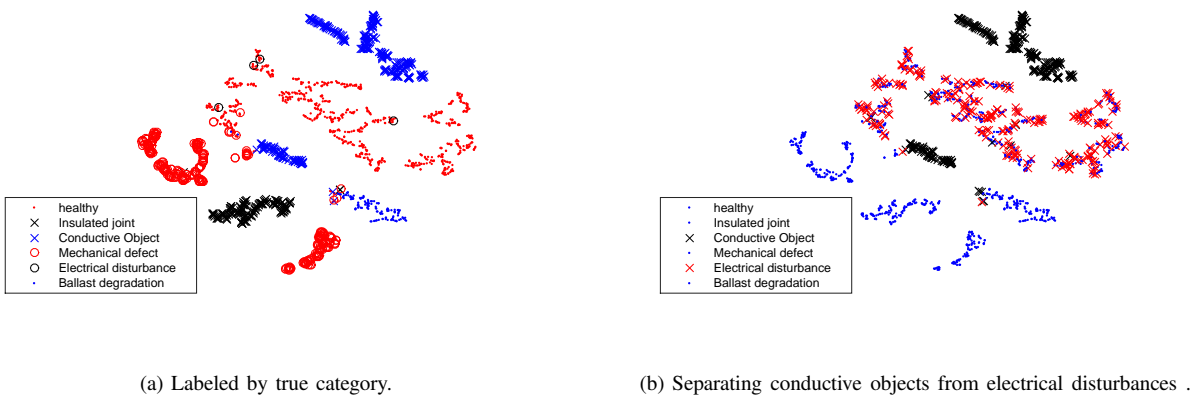 healthy
Insulated joint
Conductive Object
Mechanical defect
Electrical disturbance
Ballast degradation
healthy
Insulated joint
Conductive Object
Mechanical defect
Electrical disturbance
Ballast degradation
(a) Labeled by true category.
(b) Separating conductive objects from electrical disturbances .